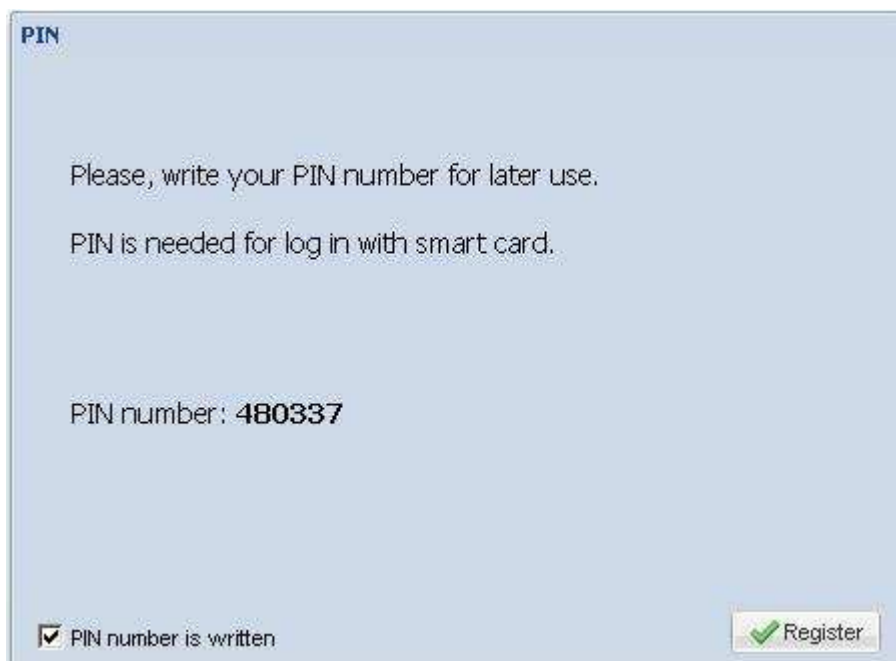 PIN
Please, write your PIN number for later use.
PIN is needed for log in with smart card.
PIN number: 480337
PIN number is written
Register